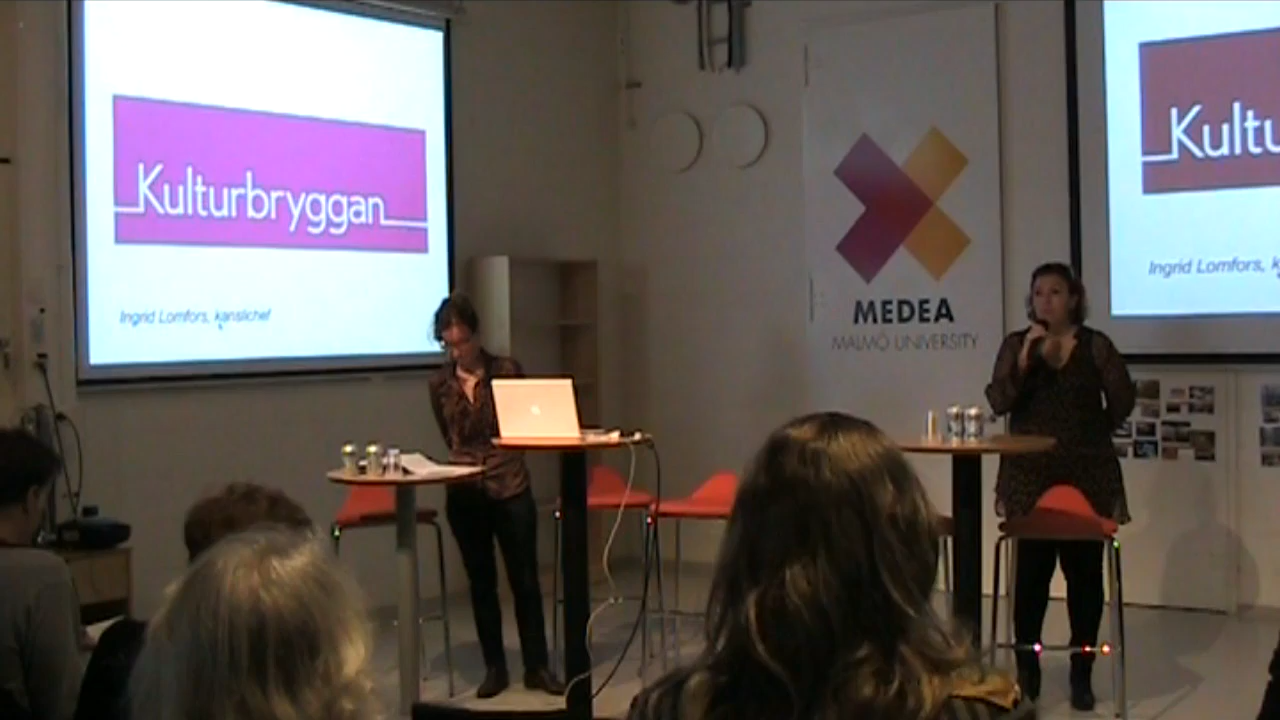 Kulturbryggan
Ingrid Lomfors, kanslichef
MEDEA
MALMÖ UNIVERSITY
Kultu
Ingrid Lomfors, k